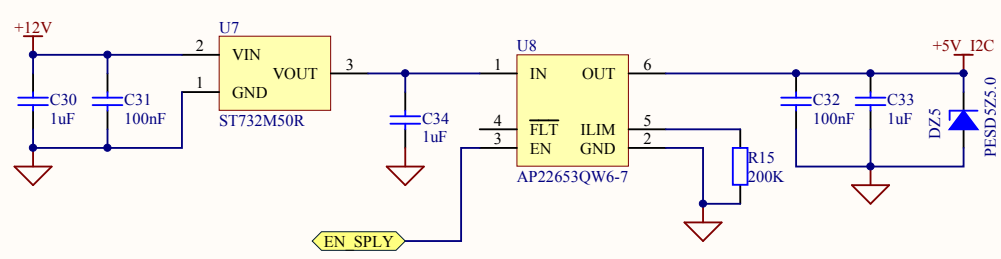 +12V
U7
2
VIN
VOUT
3
1
GND
ST732M50R
C30
1uF
C31
100nF
C34
1uF
U8
1
IN
OUT
6
4
FLT
ILIM
5
3
EN
GND
2
AP22653QW6-7
R15
200K
EN_SPLY
+5V_I2C
C32
100nF
C33
1uF
DZ5
PESD5Z5.0